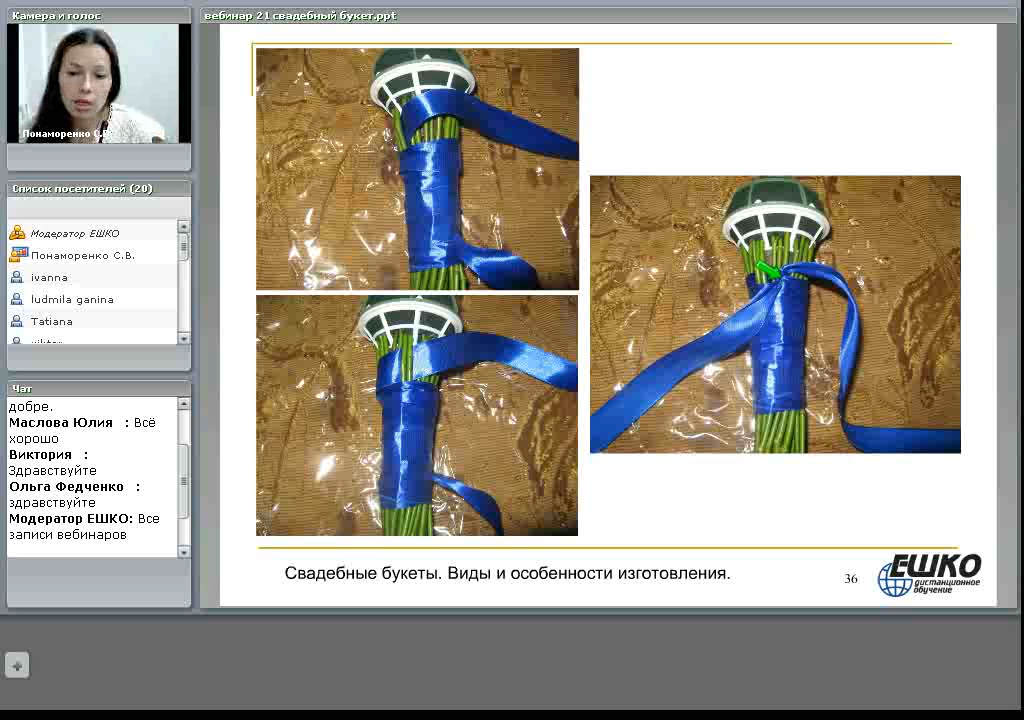 Камера и голос
вебинар 21 свадебный букет.ppt
Понаморенко С.
Список посетителей (20)
Модератор ЕШКО
Понаморенко С.В.
ivanna
ludmila ganina
Tatiana
Чат
добре.
Маслова Юлия : Всё
хорошо
Виктория :
Здравствуйте
Ольга Федченко :
здравствуйте
Модератор ЕШКО: Все
записи вебинаров
Свадебные букеты. Виды и особенности изготовления.
36
ЕШКО
дистанционное
обучение